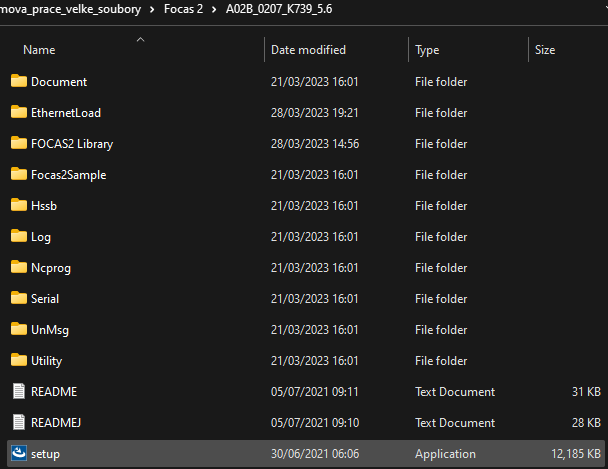 mova_prace_velke_soubory > Focas 2 > A02B_0207_K739_5.6
Name Date modified Type Size
Document 21/03/2023 16:01 File folder
EthernetLoad 28/03/2023 19:21 File folder
FOCAS2 Library 28/03/2023 14:56 File folder
Focas2Sample 21/03/2023 16:01 File folder
Hssb 21/03/2023 16:01 File folder
Log 21/03/2023 16:01 File folder
Ncprog 21/03/2023 16:01 File folder
Serial 21/03/2023 16:01 File folder
UnMsg 21/03/2023 16:01 File folder
Utility 21/03/2023 16:01 File folder
README 05/07/2021 09:11 Text Document 31 KB
READMEJ 05/07/2021 09:10 Text Document 28 KB
setup 30/06/2021 06:06 Application 12,185 KB